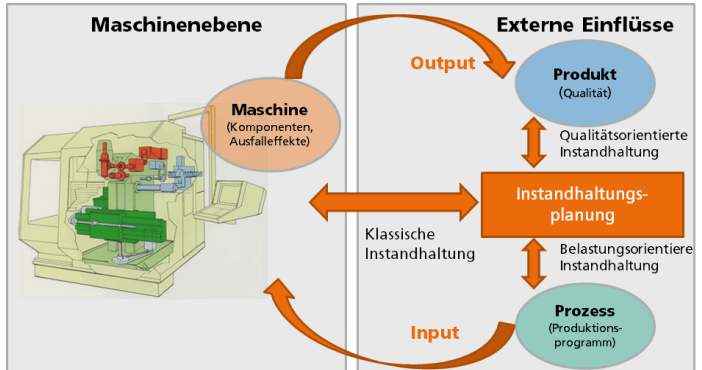 Maschinenebene
Externe Einflüsse
Output
Produkt
(Qualität)
Maschine
(Komponenten,
Ausfalleffekte)
Qualitätsorientierte
Instandhaltung
Instandhaltungs-
planung
Klassische
Instandhaltung
Belastungsorientiere
Instandhaltung
Prozess
(Produktions-
programm)
Input